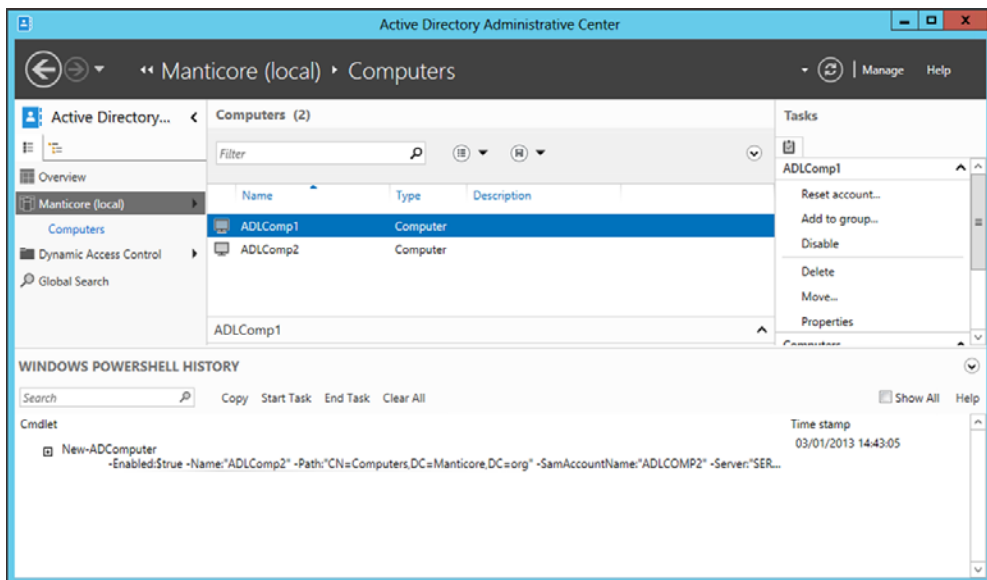 Active Directory Administrative Center
Manticore (local) ‣ Computers
Manage
Help
Active Directory...
Overview
Manticore (local)
Computers
Dynamic Access Control
Global Search
Computers (2)
Filter
Name Type Description
ADLComp1 Computer
ADLComp2 Computer
ADLComp1
Tasks
ADLComp1
Reset account...
Add to group...
Disable
Delete
Move...
Properties
Computers
WINDOWS POWERSHELL HISTORY
Search Copy Start Task End Task Clear All Show All Help
Cmdlet Time stamp
New-ADComputer 03/01/2013 14:43:05
-Enabled:$true -Name:"ADLComp2" -Path:"CN=Computers,DC=Manticore,DC=org" -SamAccountName:"ADLCOMP2" -Server:"SER...